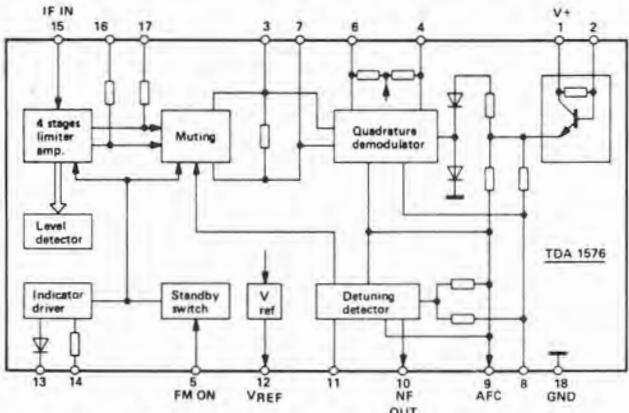 IF IN
V+
15
16
17
3
7
6
4
1
2
4 stages
limiter
amp.
Muting
Quadrature
demodulator
Level
detector
TDA 1576
Indicator
driver
Standby
switch
V
ref
Detuning
detector
13
14
5
12
11
10
9
8
18
FM ON
VREF
NF
OUT
AFC
GND